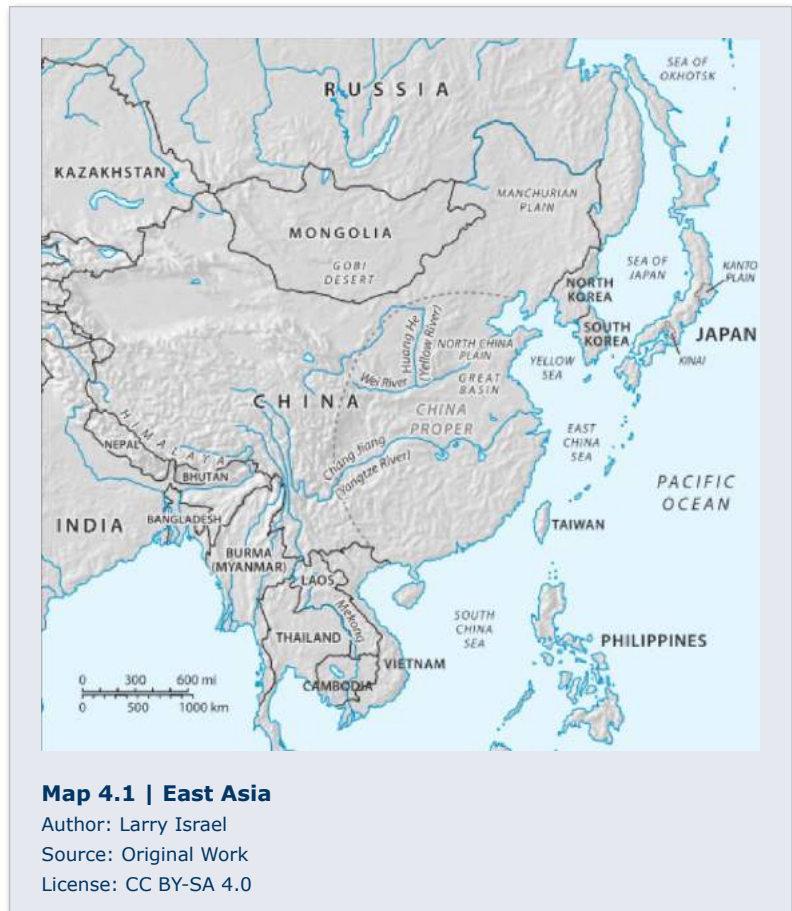 SEA OF
OKHOTSK
RUSSIA
KAZAKHSTAN
MANCHURIAN
PLAIN
MONGOLIA
GOBI
DESERT
SEA OF
JAPAN
KANTO
PLAIN
NORTH
KOREA
SOUTH
KOREA
JAPAN
KINAI
Huang He
(Yellow River)
NORTH CHINA
PLAIN
YELLOW
SEA
Wei River
GREAT
BASIN
CHINA
CHINA
PROPER
HIMALAYA
NEPAL
BHUTAN
Chang Jiang
(Yangtze River)
EAST
CHINA
SEA
PACIFIC
OCEAN
INDIA
BANGLADESH
TAIWAN
BURMA
(MYANMAR)
LAOS
Mekong
SOUTH
CHINA
SEA
THAILAND
PHILIPPINES
VIETNAM
CAMBODIA
0 300 600 mi
0 500 1000 km
Map 4.1 | East Asia
Author: Larry Israel
Source: Original Work
License: CC BY-SA 4.0